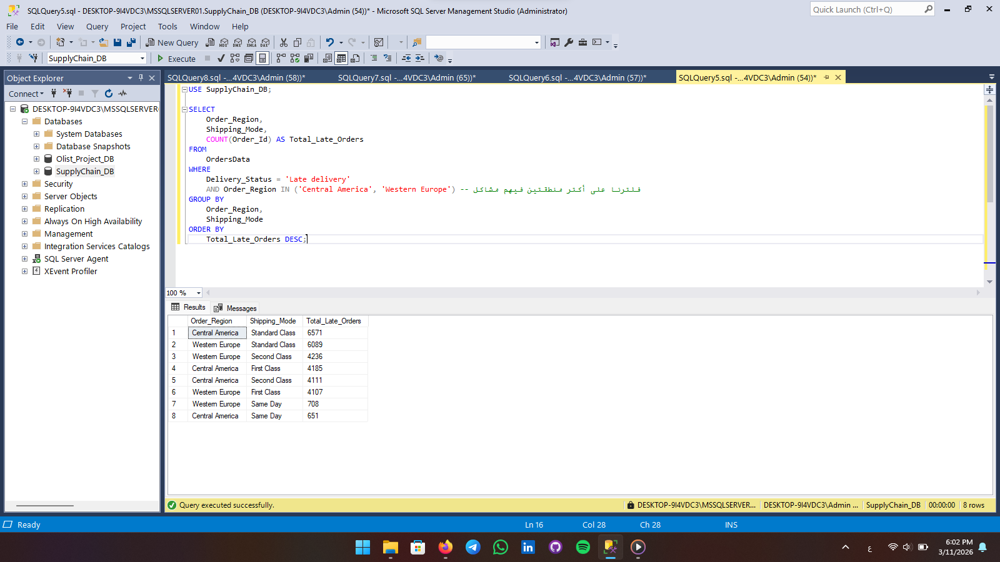 SQLQuery5.sql - DESKTOP-9I4VDC3\MSSQLSERVER01.SupplyChain_DB (DESKTOP-9I4VDC3\Admin (54))* - Microsoft SQL Server Management Studio (Administrator)
Quick Launch (Ctrl+Q)
File Edit View Query Project Tools Window Help
New Query MDX DMX XMLA DAX
SupplyChain_DB Execute
Object Explorer
SQLQuery8.sql -...4VDC3\Admin (58))* SQLQuery7.sql -...4VDC3\Admin (65))* SQLQuery6.sql -...4VDC3\Admin (57))* SQLQuery5.sql -...4VDC3\Admin (54))*
Connect
DESKTOP-9I4VDC3\MSSQLSERVER
Databases
System Databases
Database Snapshots
Olist_Project_DB
SupplyChain_DB
Security
Server Objects
Replication
Always On High Availability
Management
Integration Services Catalogs
SQL Server Agent
XEvent Profiler
USE SupplyChain_DB;
SELECT
Order_Region,
Shipping_Mode,
COUNT(Order_Id) AS Total_Late_Orders
FROM
OrdersData
WHERE
Delivery_Status = 'Late delivery'
AND Order_Region IN ('Central America', 'Western Europe') -- فلترنا على أكتر منطقتين فيهم مشاكل
GROUP BY
Order_Region,
Shipping_Mode
ORDER BY
Total_Late_Orders DESC;
100 %
Results Messages
Order_Region Shipping_Mode Total_Late_Orders
1 Central America Standard Class 6571
2 Western Europe Standard Class 6089
3 Western Europe Second Class 4236
4 Central America First Class 4185
5 Central America Second Class 4111
6 Western Europe First Class 4107
7 Western Europe Same Day 708
8 Central America Same Day 651
Query executed successfully. DESKTOP-9I4VDC3\MSSQLSERVER... DESKTOP-9I4VDC3\Admin ... SupplyChain_DB 00:00:00 8 rows
Ready Ln 16 Col 28 Ch 28 INS
ع 6:02 PM
3/11/2026